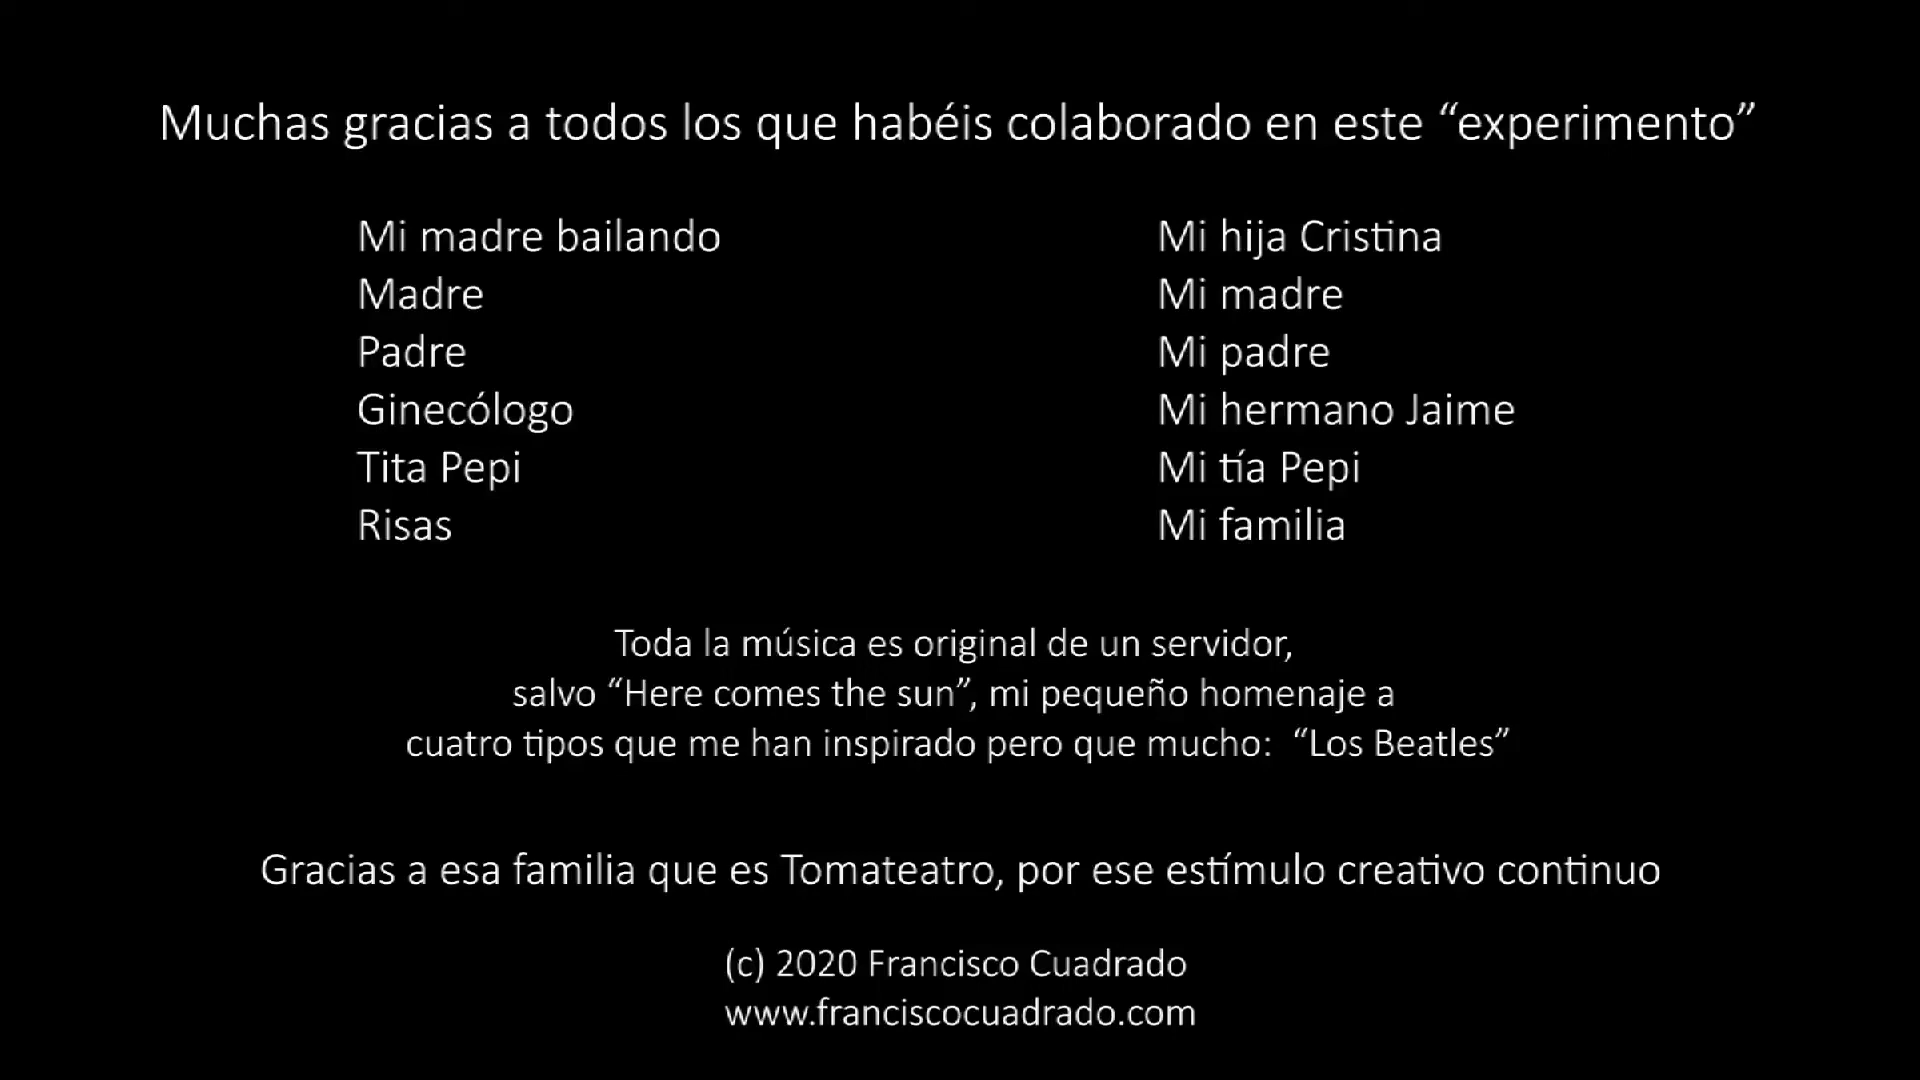 Muchas gracias a todos los que habéis colaborado en este “experimento”
Mi madre bailando Mi hija Cristina
Madre Mi madre
Padre Mi padre
Ginecólogo Mi hermano Jaime
Tita Pepi Mi tía Pepi
Risas Mi familia
Toda la música es original de un servidor,
salvo “Here comes the sun”, mi pequeño homenaje a
cuatro tipos que me han inspirado pero que mucho: “Los Beatles”
Gracias a esa familia que es Tomateatro, por ese estímulo creativo continuo
(c) 2020 Francisco Cuadrado
www.franciscocuadrado.com